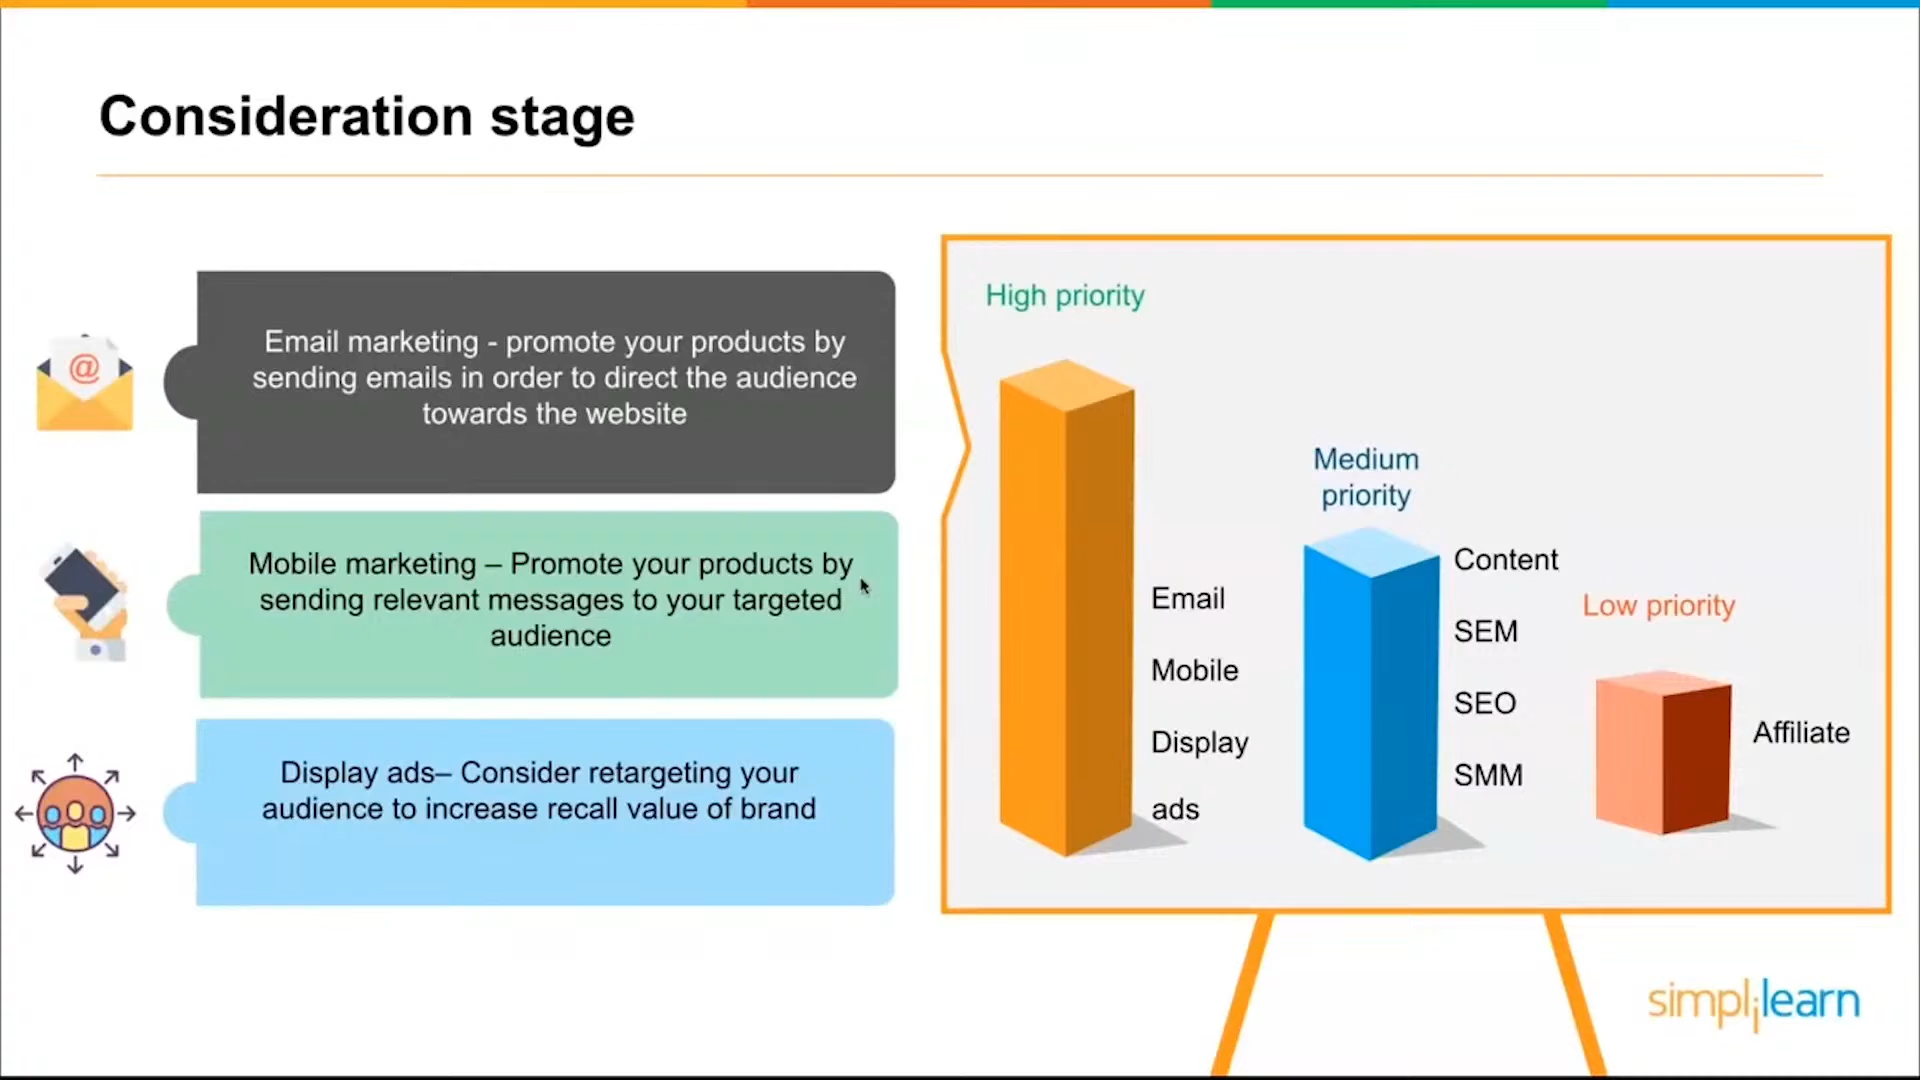 Consideration stage
Email marketing - promote your products by
sending emails in order to direct the audience
towards the website
Mobile marketing – Promote your products by
sending relevant messages to your targeted
audience
Display ads– Consider retargeting your
audience to increase recall value of brand
High priority
Email
Mobile
Display
ads
Medium
priority
Content
SEM
SEO
SMM
Low priority
Affiliate
simplilearn
@